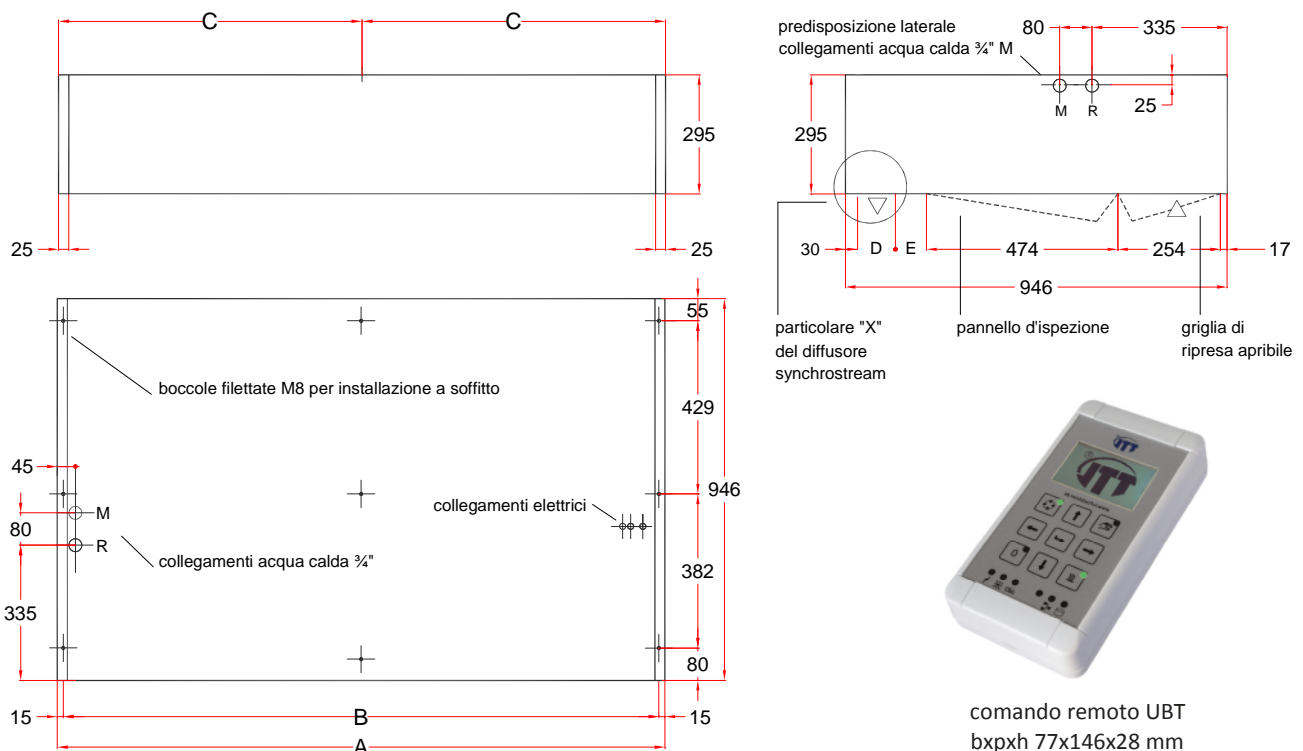 C
C
295
25
25
predisposizione laterale
collegamenti acqua calda ¾" M
80
335
25
M
R
295
30
D
E
474
254
17
946
particolare "X"
del diffusore
synchrostream
pannello d'ispezione
griglia di
ripresa apribile
55
boccole filettate M8 per installazione a soffitto
429
45
946
M
collegamenti elettrici
80
R
collegamenti acqua calda ¾"
382
335
80
15
B
15
A
JTT
JTT
0
comando remoto UBT
bxpxh 77x146x28 mm